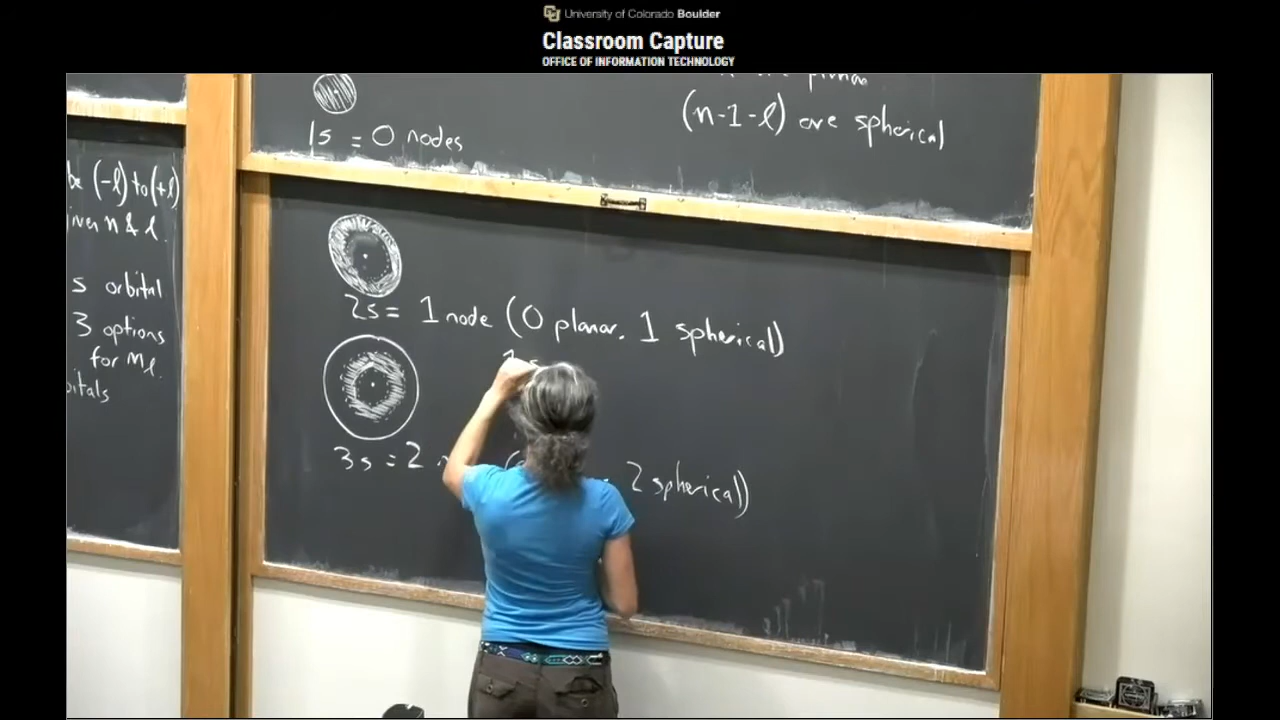 University of Colorado Boulder
Classroom Capture
OFFICE OF INFORMATION TECHNOLOGY
(n-1-l) are spherical
1s = 0 nodes
be (-l) to (+l)
n & l.
s orbital
3 options
for ml
2s = 1 node (0 planar, 1 spherical)
3s = 2
2 spherical)